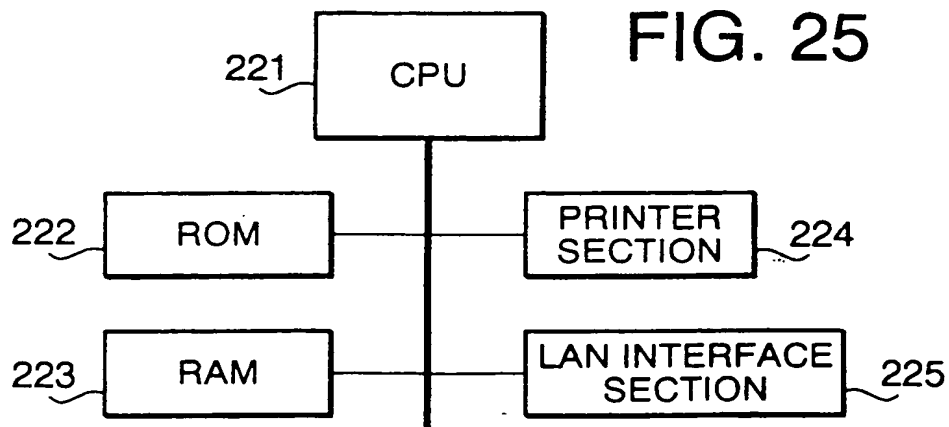 FIG. 25
221
CPU
222
ROM
PRINTER
SECTION
224
223
RAM
LAN INTERFACE
SECTION
225